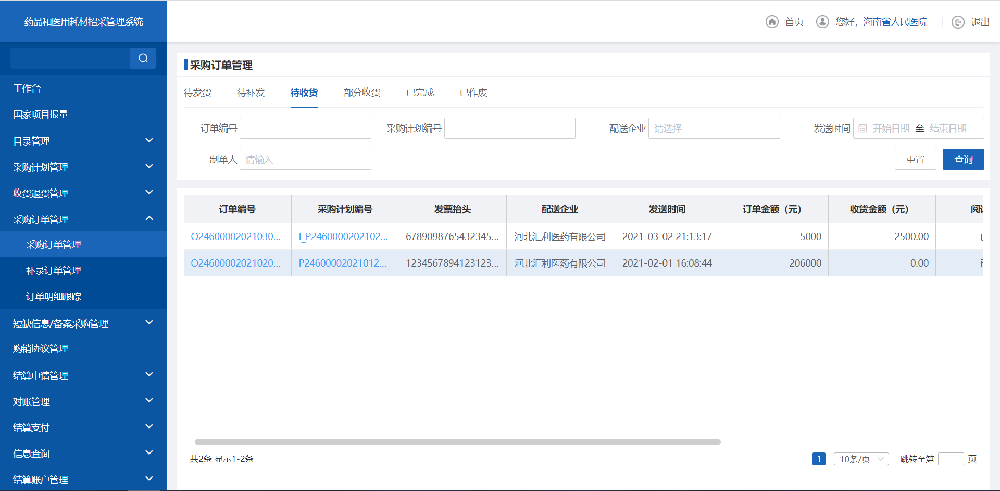 药品和医用耗材招采管理系统
首页
您好，海南省人民医院
退出
工作台
国家项目报量
目录管理
采购计划管理
收货退货管理
采购订单管理
采购订单管理
补录订单管理
订单明细跟踪
短缺信息/备案采购管理
购销协议管理
结算申请管理
对账管理
结算支付
信息查询
结算账户管理
采购订单管理
待发货 待补发 待收货 部分收货 已完成 已作废
订单编号 采购计划编号 配送企业 请选择 发送时间 开始日期 至 结束日期
制单人 请输入 重置 查询
订单编号 采购计划编号 发票抬头 配送企业 发送时间 订单金额（元） 收货金额（元） 阅
O24600002021030... I_P2460000202102... 6789098765432345... 河北汇利医药有限公司 2021-03-02 21:13:17 5000 2500.00
O24600002021020... P24600002021012... 1234567894123123... 河北汇利医药有限公司 2021-02-01 16:08:44 206000 0.00
共2条 显示1-2条 1 10条/页 跳转至第 页